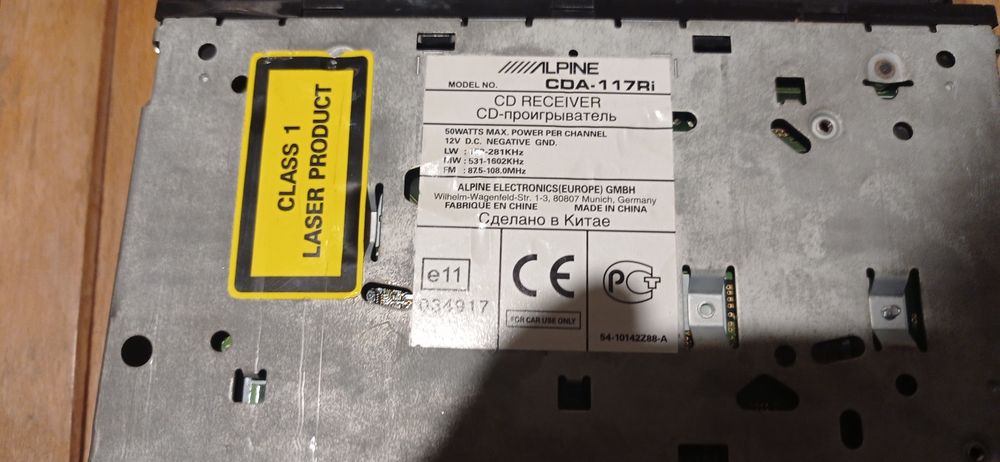 CLASS 1
LASER PRODUCT
ALPINE
MODEL NO. CDA-117Ri
CD RECEIVER
CD-проигрыватель
50WATTS MAX. POWER PER CHANNEL
12V D.C. NEGATIVE GND.
LW : -281KHz
MW : 531-1602KHz
FM : 87.5-108.0MHz
ALPINE ELECTRONICS(EUROPE) GMBH
Wilhelm-Wagenfeld-Str. 1-3, 80807 Munich, Germany
FABRIQUE EN CHINE MADE IN CHINA
Сделано в Китае
e11
034917
CE
FOR CAR USE ONLY
РСТ
54-10142Z88-A